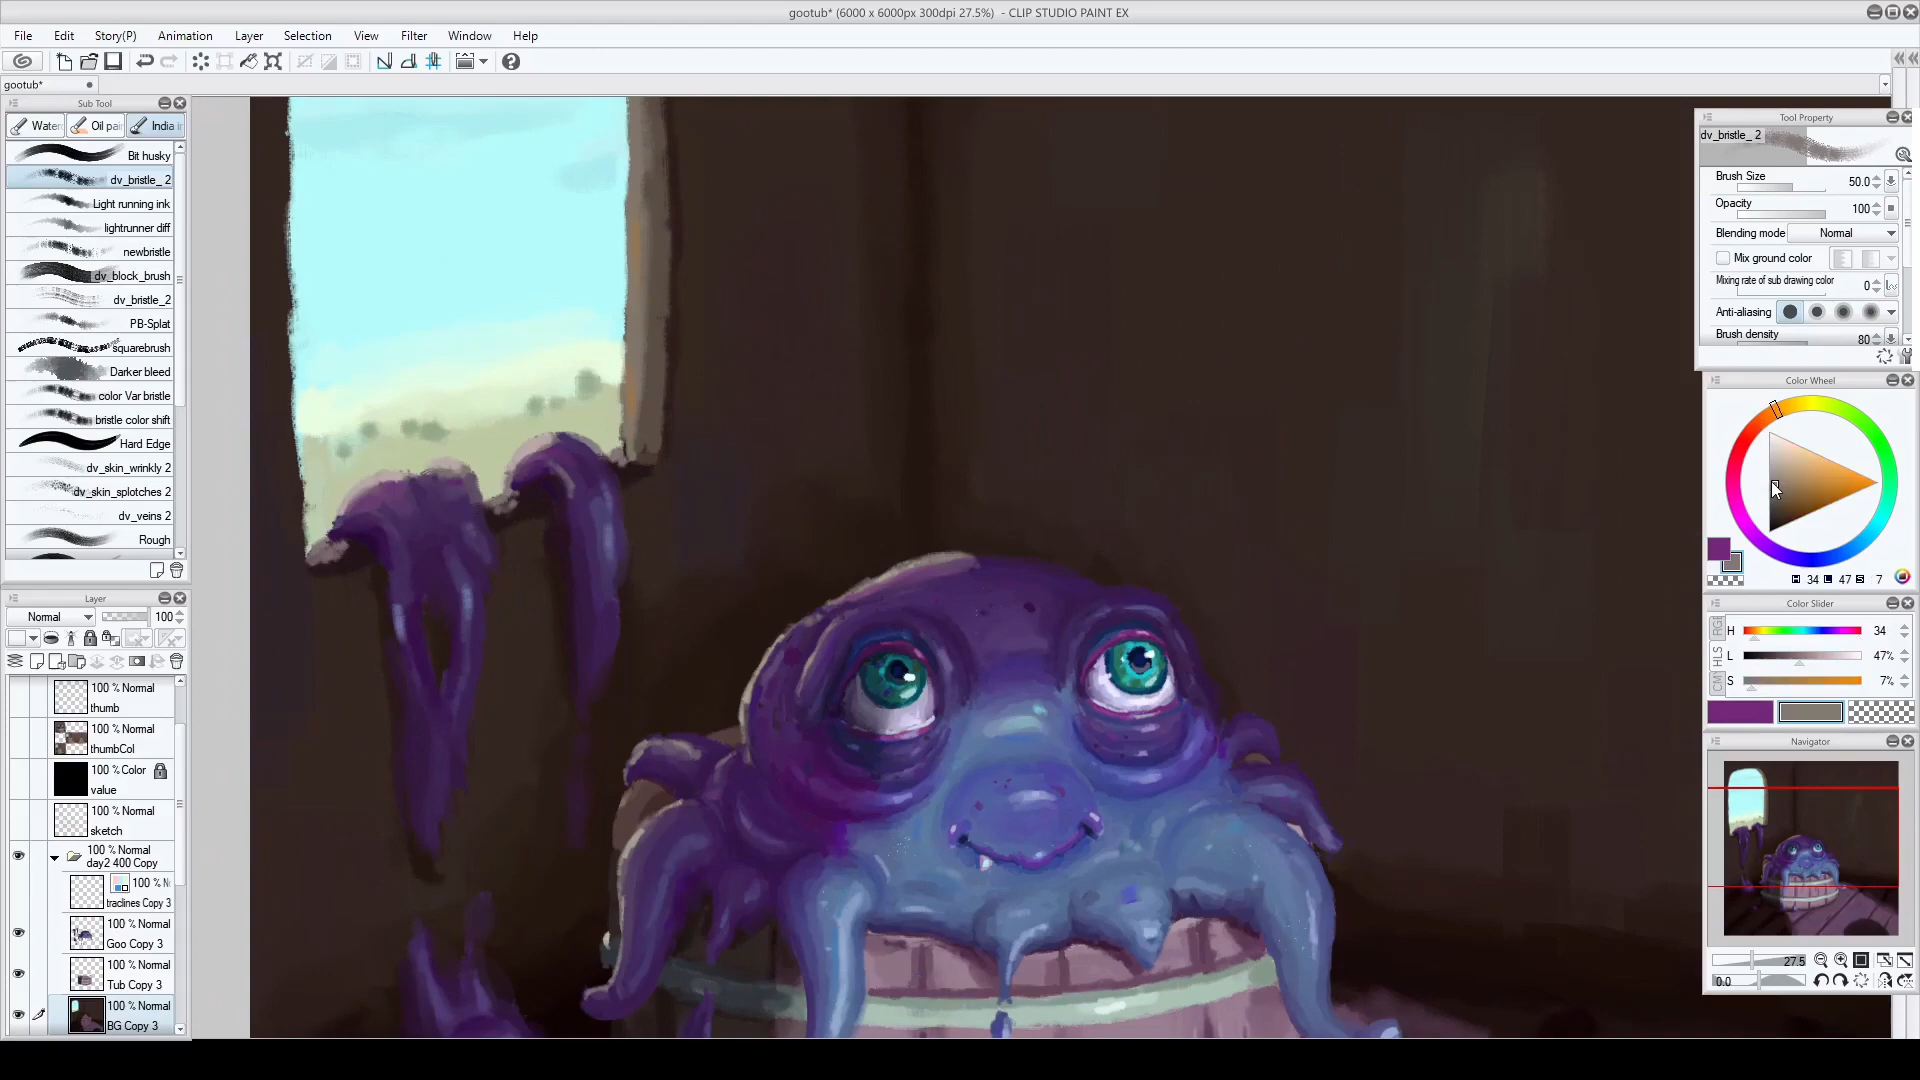 gootub* (6000 x 6000px 300dpi 27.5%) - CLIP STUDIO PAINT EX
File Edit Story(P) Animation Layer Selection View Filter Window Help
gootub*
Sub Tool
Water Oil pai India i
Bit husky
dv_bristle_ 2
Light running ink
lightrunner diff
newbristle
dv_block_brush
dv_bristle_2
PB-Splat
squarebrush
Darker bleed
color Var bristle
bristle color shift
Hard Edge
dv_skin_wrinkly 2
dv_skin_splotches 2
dv_veins 2
Rough
Layer
Normal 100
100 % Normal
thumb
100 % Normal
thumbCol
100 % Color
value
100 % Normal
sketch
100 % Normal
day2 400 Copy
100 % N
traclines Copy 3
100 % Normal
Goo Copy 3
100 % Normal
Tub Copy 3
100 % Normal
BG Copy 3
Tool Property
dv_bristle_ 2
Brush Size 50.0
Opacity 100
Blending mode Normal
Mix ground color
Mixing rate of sub drawing color 0
Anti-aliasing
Brush density 80
Color Wheel
H 34 L 47 S 7
Color Slider
RG
HLS
CM
H 34
L 47%
S 7%
Navigator
27.5
0.0